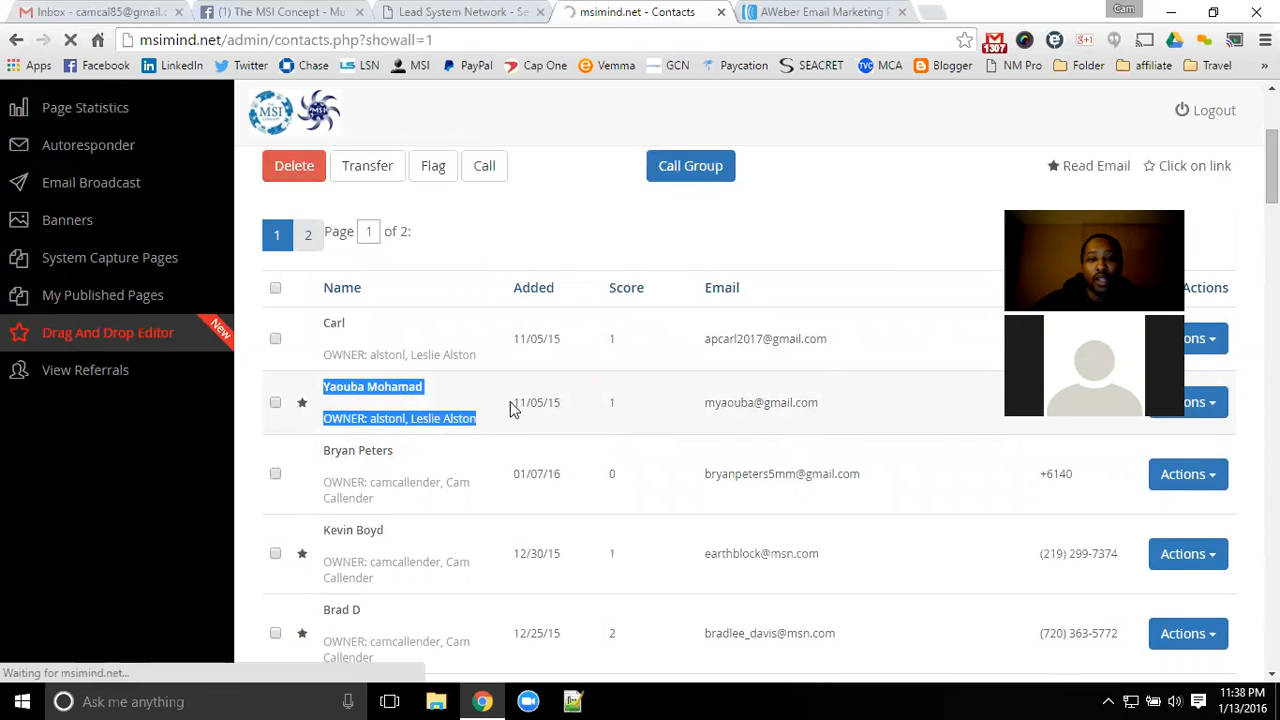 Inbox - camcal85@gmail.c
(1) The MSI Concept - Mu
Lead System Network - Se
msimind.net - Contacts
AWeber Email Marketing F
Cam
msimind.net/admin/contacts.php?showall=1
1307
Apps Facebook LinkedIn Twitter Chase LSN MSI PayPal Cap One Vemma GCN Paycation SEACRET MCA Blogger NM Pro Folder affiliate Travel
Page Statistics
Autoresponder
Email Broadcast
Banners
System Capture Pages
My Published Pages
Drag And Drop Editor
New
View Referrals
MSI
Logout
Delete Transfer Flag Call Call Group Read Email Click on link
1 2 Page 1 of 2:
Name Added Score Email Actions
Carl
OWNER: alstonl, Leslie Alston
11/05/15 1 apcarl2017@gmail.com ons
Yaouba Mohamad
OWNER: alstonl, Leslie Alston
11/05/15 1 myaouba@gmail.com ons
Bryan Peters
OWNER: camcallender, Cam
Callender
01/07/16 0 bryanpeters5mm@gmail.com +6140 Actions
Kevin Boyd
OWNER: camcallender, Cam
Callender
12/30/15 1 earthblock@msn.com (219) 299-7374 Actions
Brad D
OWNER: camcallender, Cam
Callender
12/25/15 2 bradlee_davis@msn.com (720) 363-5772 Actions
Waiting for msimind.net...
Ask me anything
11:38 PM
1/13/2016